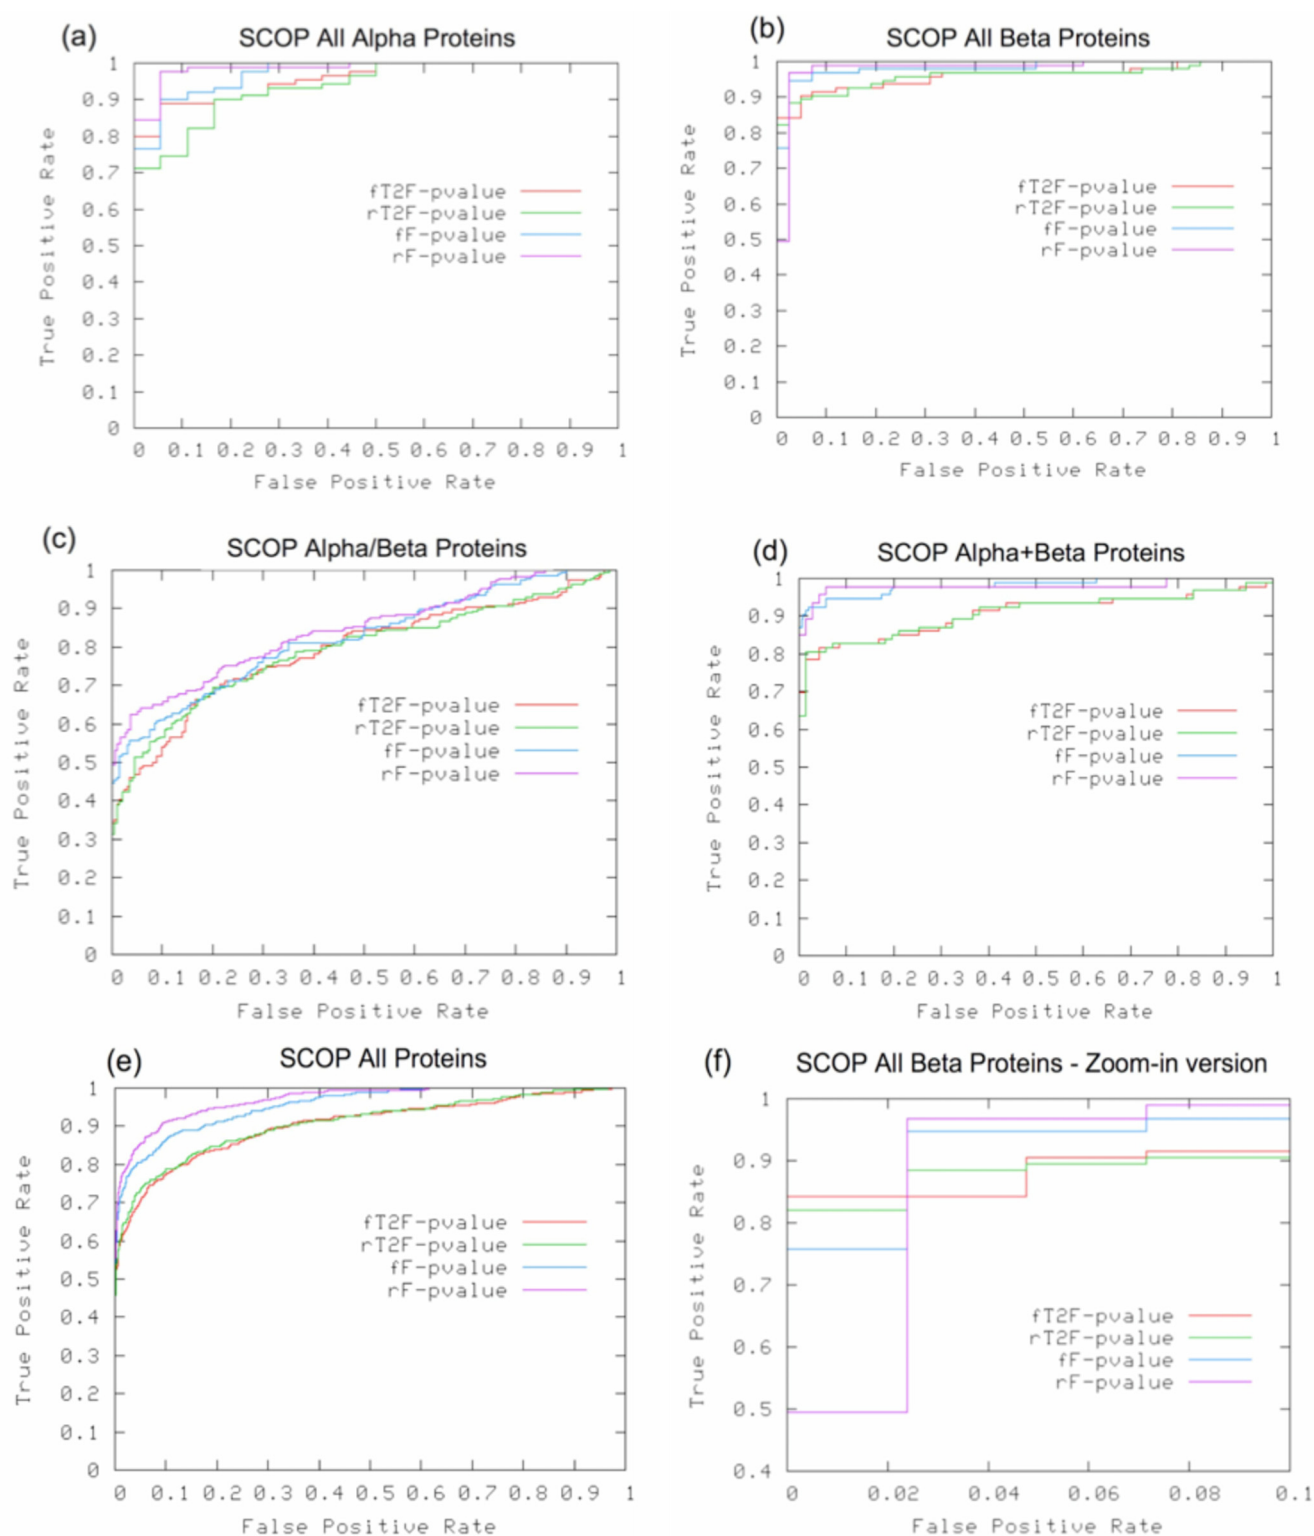 (a) SCOP All Alpha Proteins
True Positive Rate
1
0.9
0.8
0.7
0.6
0.5
0.4
0.3
0.2
0.1
0
fT2F-pvalue
rT2F-pvalue
fF-pvalue
rF-pvalue
0 0.1 0.2 0.3 0.4 0.5 0.6 0.7 0.8 0.9 1
False Positive Rate
(b) SCOP All Beta Proteins
True Positive Rate
1
0.9
0.8
0.7
0.6
0.5
0.4
0.3
0.2
0.1
0
fT2F-pvalue
rT2F-pvalue
fF-pvalue
rF-pvalue
0 0.1 0.2 0.3 0.4 0.5 0.6 0.7 0.8 0.9 1
False Positive Rate
(c) SCOP Alpha/Beta Proteins
True Positive Rate
1
0.9
0.8
0.7
0.6
0.5
0.4
0.3
0.2
0.1
0
fT2F-pvalue
rT2F-pvalue
fF-pvalue
rF-pvalue
0 0.1 0.2 0.3 0.4 0.5 0.6 0.7 0.8 0.9 1
False Positive Rate
(d) SCOP Alpha+Beta Proteins
True Positive Rate
1
0.9
0.8
0.7
0.6
0.5
0.4
0.3
0.2
0.1
0
fT2F-pvalue
rT2F-pvalue
fF-pvalue
rF-pvalue
0 0.1 0.2 0.3 0.4 0.5 0.6 0.7 0.8 0.9 1
False Positive Rate
(e) SCOP All Proteins
True Positive Rate
1
0.9
0.8
0.7
0.6
0.5
0.4
0.3
0.2
0.1
0
fT2F-pvalue
rT2F-pvalue
fF-pvalue
rF-pvalue
0 0.1 0.2 0.3 0.4 0.5 0.6 0.7 0.8 0.9 1
False Positive Rate
(f) SCOP All Beta Proteins - Zoom-in version
True Positive Rate
1
0.9
0.8
0.7
0.6
0.5
0.4
fT2F-pvalue
rT2F-pvalue
fF-pvalue
rF-pvalue
0 0.02 0.04 0.06 0.08 0.1
False Positive Rate